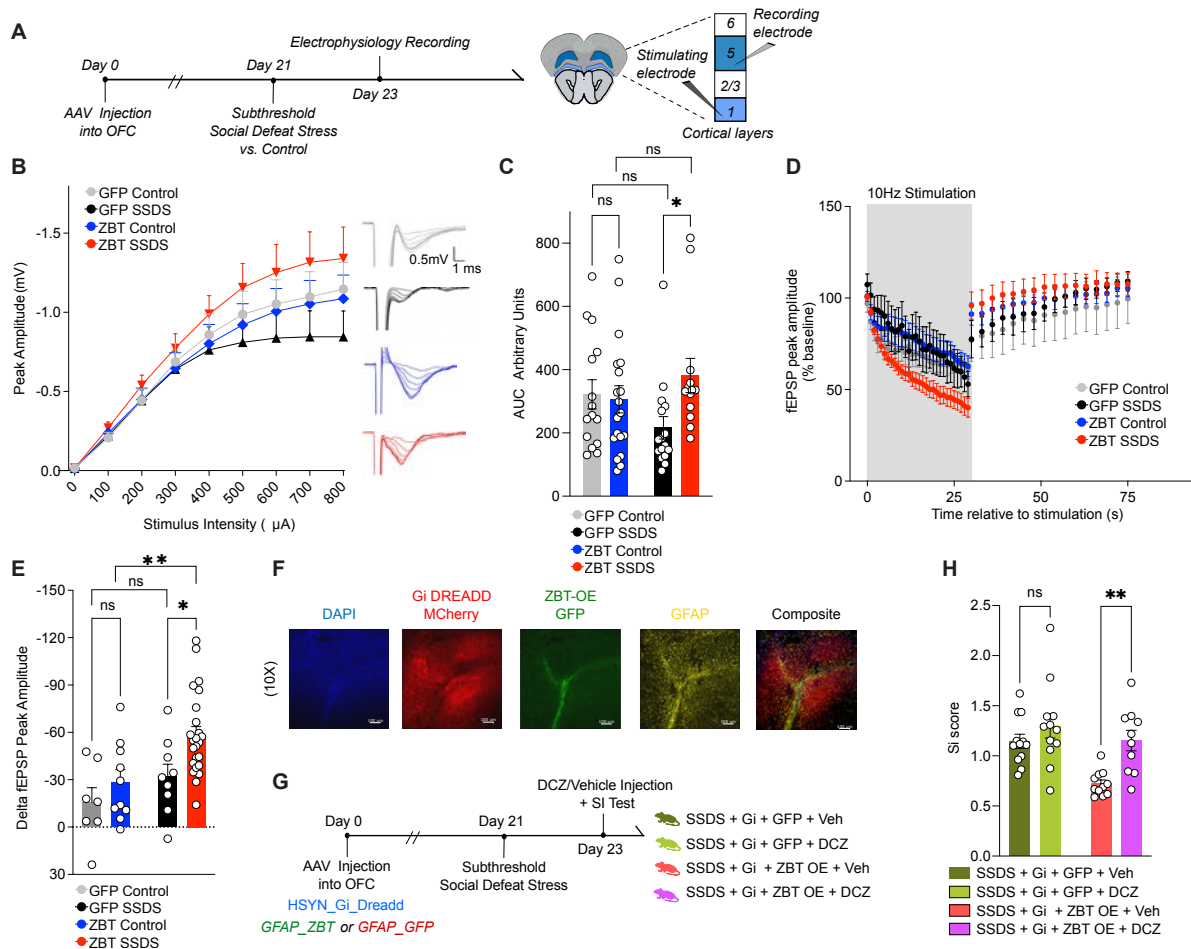 A
Electrophysiology Recording
Day 0
Day 21
Day 23
AAV Injection
into OFC
Subthreshold
Social Defeat Stress
vs. Control
Stimulating
electrode
Recording
electrode
6
5
2/3
1
Cortical layers
B
GFP Control
GFP SSDS
ZBT Control
ZBT SSDS
Peak Amplitude (mV)
-1.5
-1.0
-0.5
0.0
0
100
200
300
400
500
600
700
800
Stimulus Intensity ( µA)
0.5mV
1 ms
C
ns
ns
ns
*
AUC Arbitrary Units
800
600
400
200
0
GFP Control
GFP SSDS
ZBT Control
ZBT SSDS
D
10Hz Stimulation
fEPSP peak amplitude
(% baseline)
150
100
50
0
0
25
50
75
Time relative to stimulation (s)
GFP Control
GFP SSDS
ZBT Control
ZBT SSDS
E
**
ns
ns
*
Delta fEPSP Peak Amplitude
-150
-120
-90
-60
-30
0
30
GFP Control
GFP SSDS
ZBT Control
ZBT SSDS
F
DAPI
Gi DREADD
MCherry
ZBT-OE
GFP
GFAP
Composite
(10X)
100 um
100 um
100 um
100 um
100 um
G
DCZ/Vehicle Injection
+ SI Test
Day 0
Day 21
Day 23
AAV Injection
into OFC
Subthreshold
Social Defeat Stress
HSYN_Gi_Dreadd
GFAP_ZBT or GFAP_GFP
SSDS + Gi + GFP + Veh
SSDS + Gi + GFP + DCZ
SSDS + Gi + ZBT OE + Veh
SSDS + Gi + ZBT OE + DCZ
H
ns
**
Si score
2.5
2.0
1.5
1.0
0.5
0.0
SSDS + Gi + GFP + Veh
SSDS + Gi + GFP + DCZ
SSDS + Gi + ZBT OE + Veh
SSDS + Gi + ZBT OE + DCZ